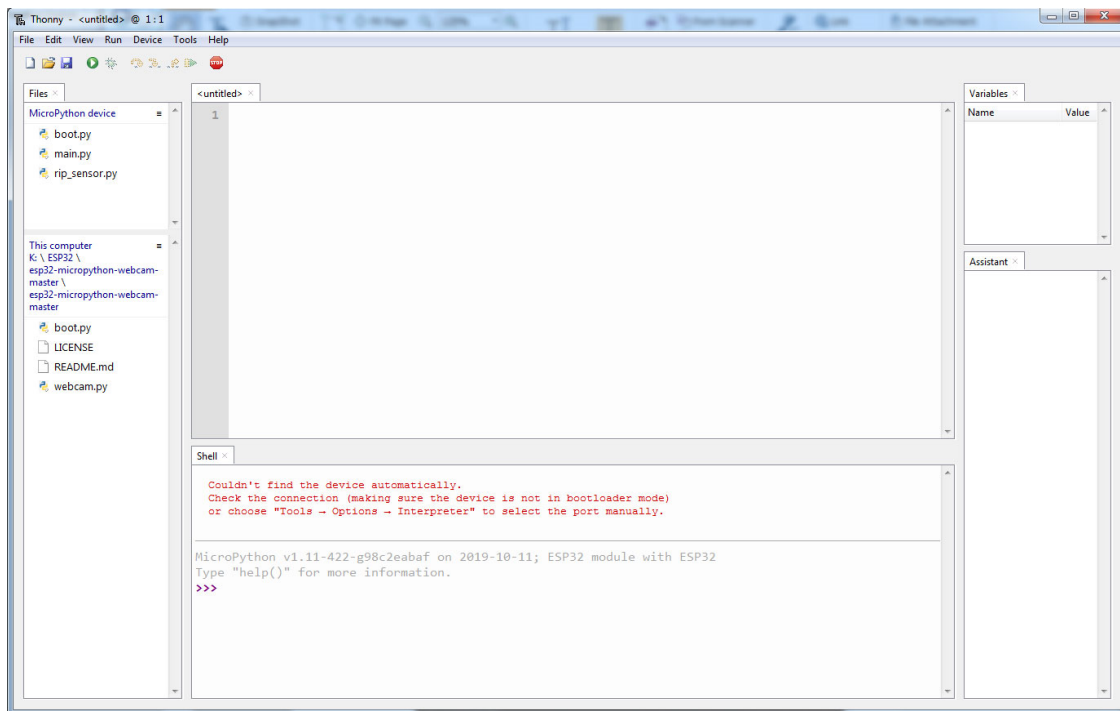 Thonny - <untitled> @ 1:1
File Edit View Run Device Tools Help
STOP
Files
MicroPython device
boot.py
main.py
rip_sensor.py
This computer
K: \ ESP32 \
esp32-micropython-webcam-
master \
esp32-micropython-webcam-
master
boot.py
LICENSE
README.md
webcam.py
<untitled>
1
Shell
Couldn't find the device automatically.
Check the connection (making sure the device is not in bootloader mode)
or choose "Tools → Options → Interpreter" to select the port manually.
MicroPython v1.11-422-g98c2eabaf on 2019-10-11; ESP32 module with ESP32
Type "help()" for more information.
>>>
Variables
Name Value
Assistant